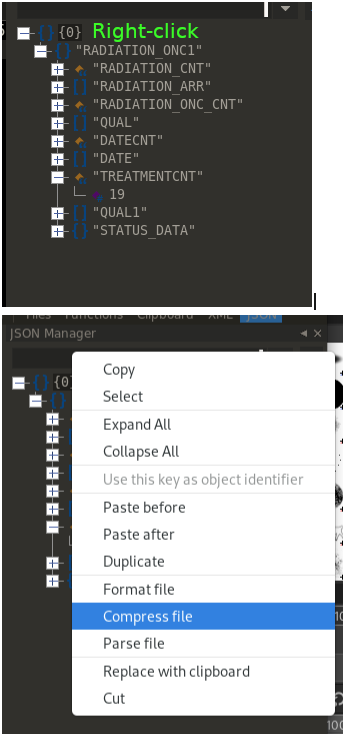 {0} Right-click
"RADIATION_ONC1"
"RADIATION_CNT"
"RADIATION_ARR"
"RADIATION_ONC_CNT"
"QUAL"
"DATECNT"
"DATE"
"TREATMENTCNT"
19
"QUAL1"
"STATUS_DATA"
Files Functions Clipboard XML JSON
JSON Manager
{0}
Copy
Select
Expand All
Collapse All
Use this key as object identifier
Paste before
Paste after
Duplicate
Format file
Compress file
Parse file
Replace with clipboard
Cut